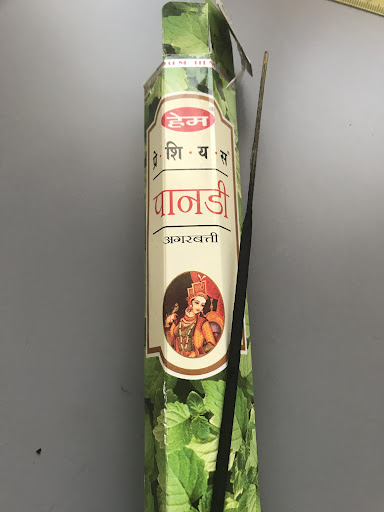 हेम
प्रे · शि · य · स
पानडी
अगरबत्ती